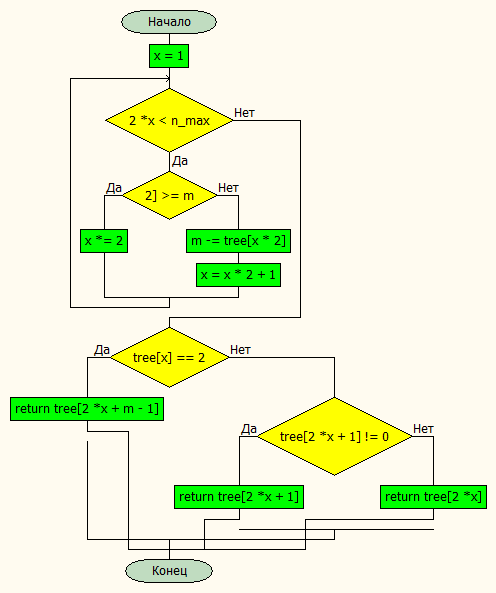 Начало
x = 1
2 *x < n_max
Нет
Да
2] >= m
Да
Нет
x *= 2
m -= tree[x * 2]
x = x * 2 + 1
tree[x] == 2
Да
Нет
return tree[2 *x + m - 1]
tree[2 *x + 1] != 0
Да
Нет
return tree[2 *x + 1]
return tree[2 *x]
Конец